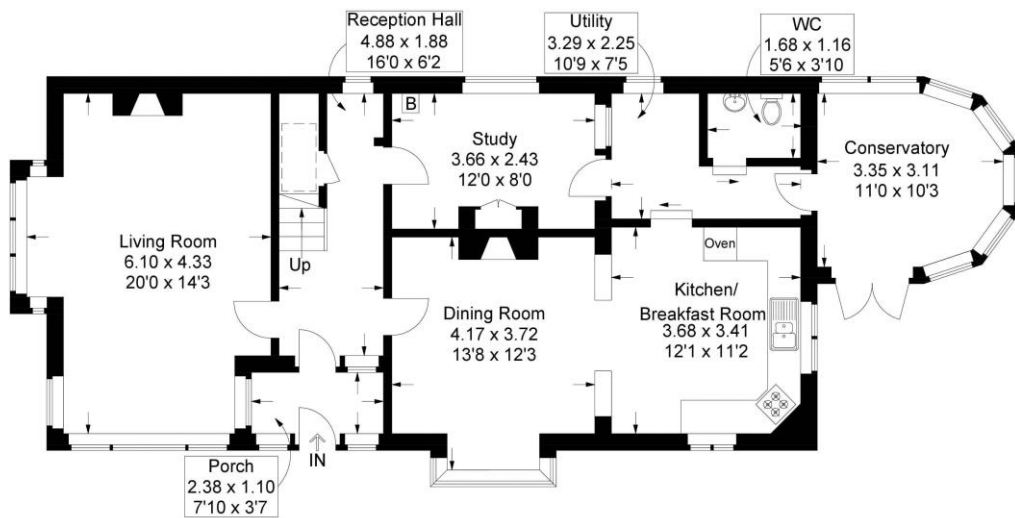 Reception Hall
4.88 x 1.88
16'0 x 6'2
Utility
3.29 x 2.25
10'9 x 7'5
WC
1.68 x 1.16
5'6 x 3'10
B
Study
3.66 x 2.43
12'0 x 8'0
Conservatory
3.35 x 3.11
11'0 x 10'3
Living Room
6.10 x 4.33
20'0 x 14'3
Up
Oven
Dining Room
4.17 x 3.72
13'8 x 12'3
Kitchen/
Breakfast Room
3.68 x 3.41
12'1 x 11'2
IN
Porch
2.38 x 1.10
7'10 x 3'7